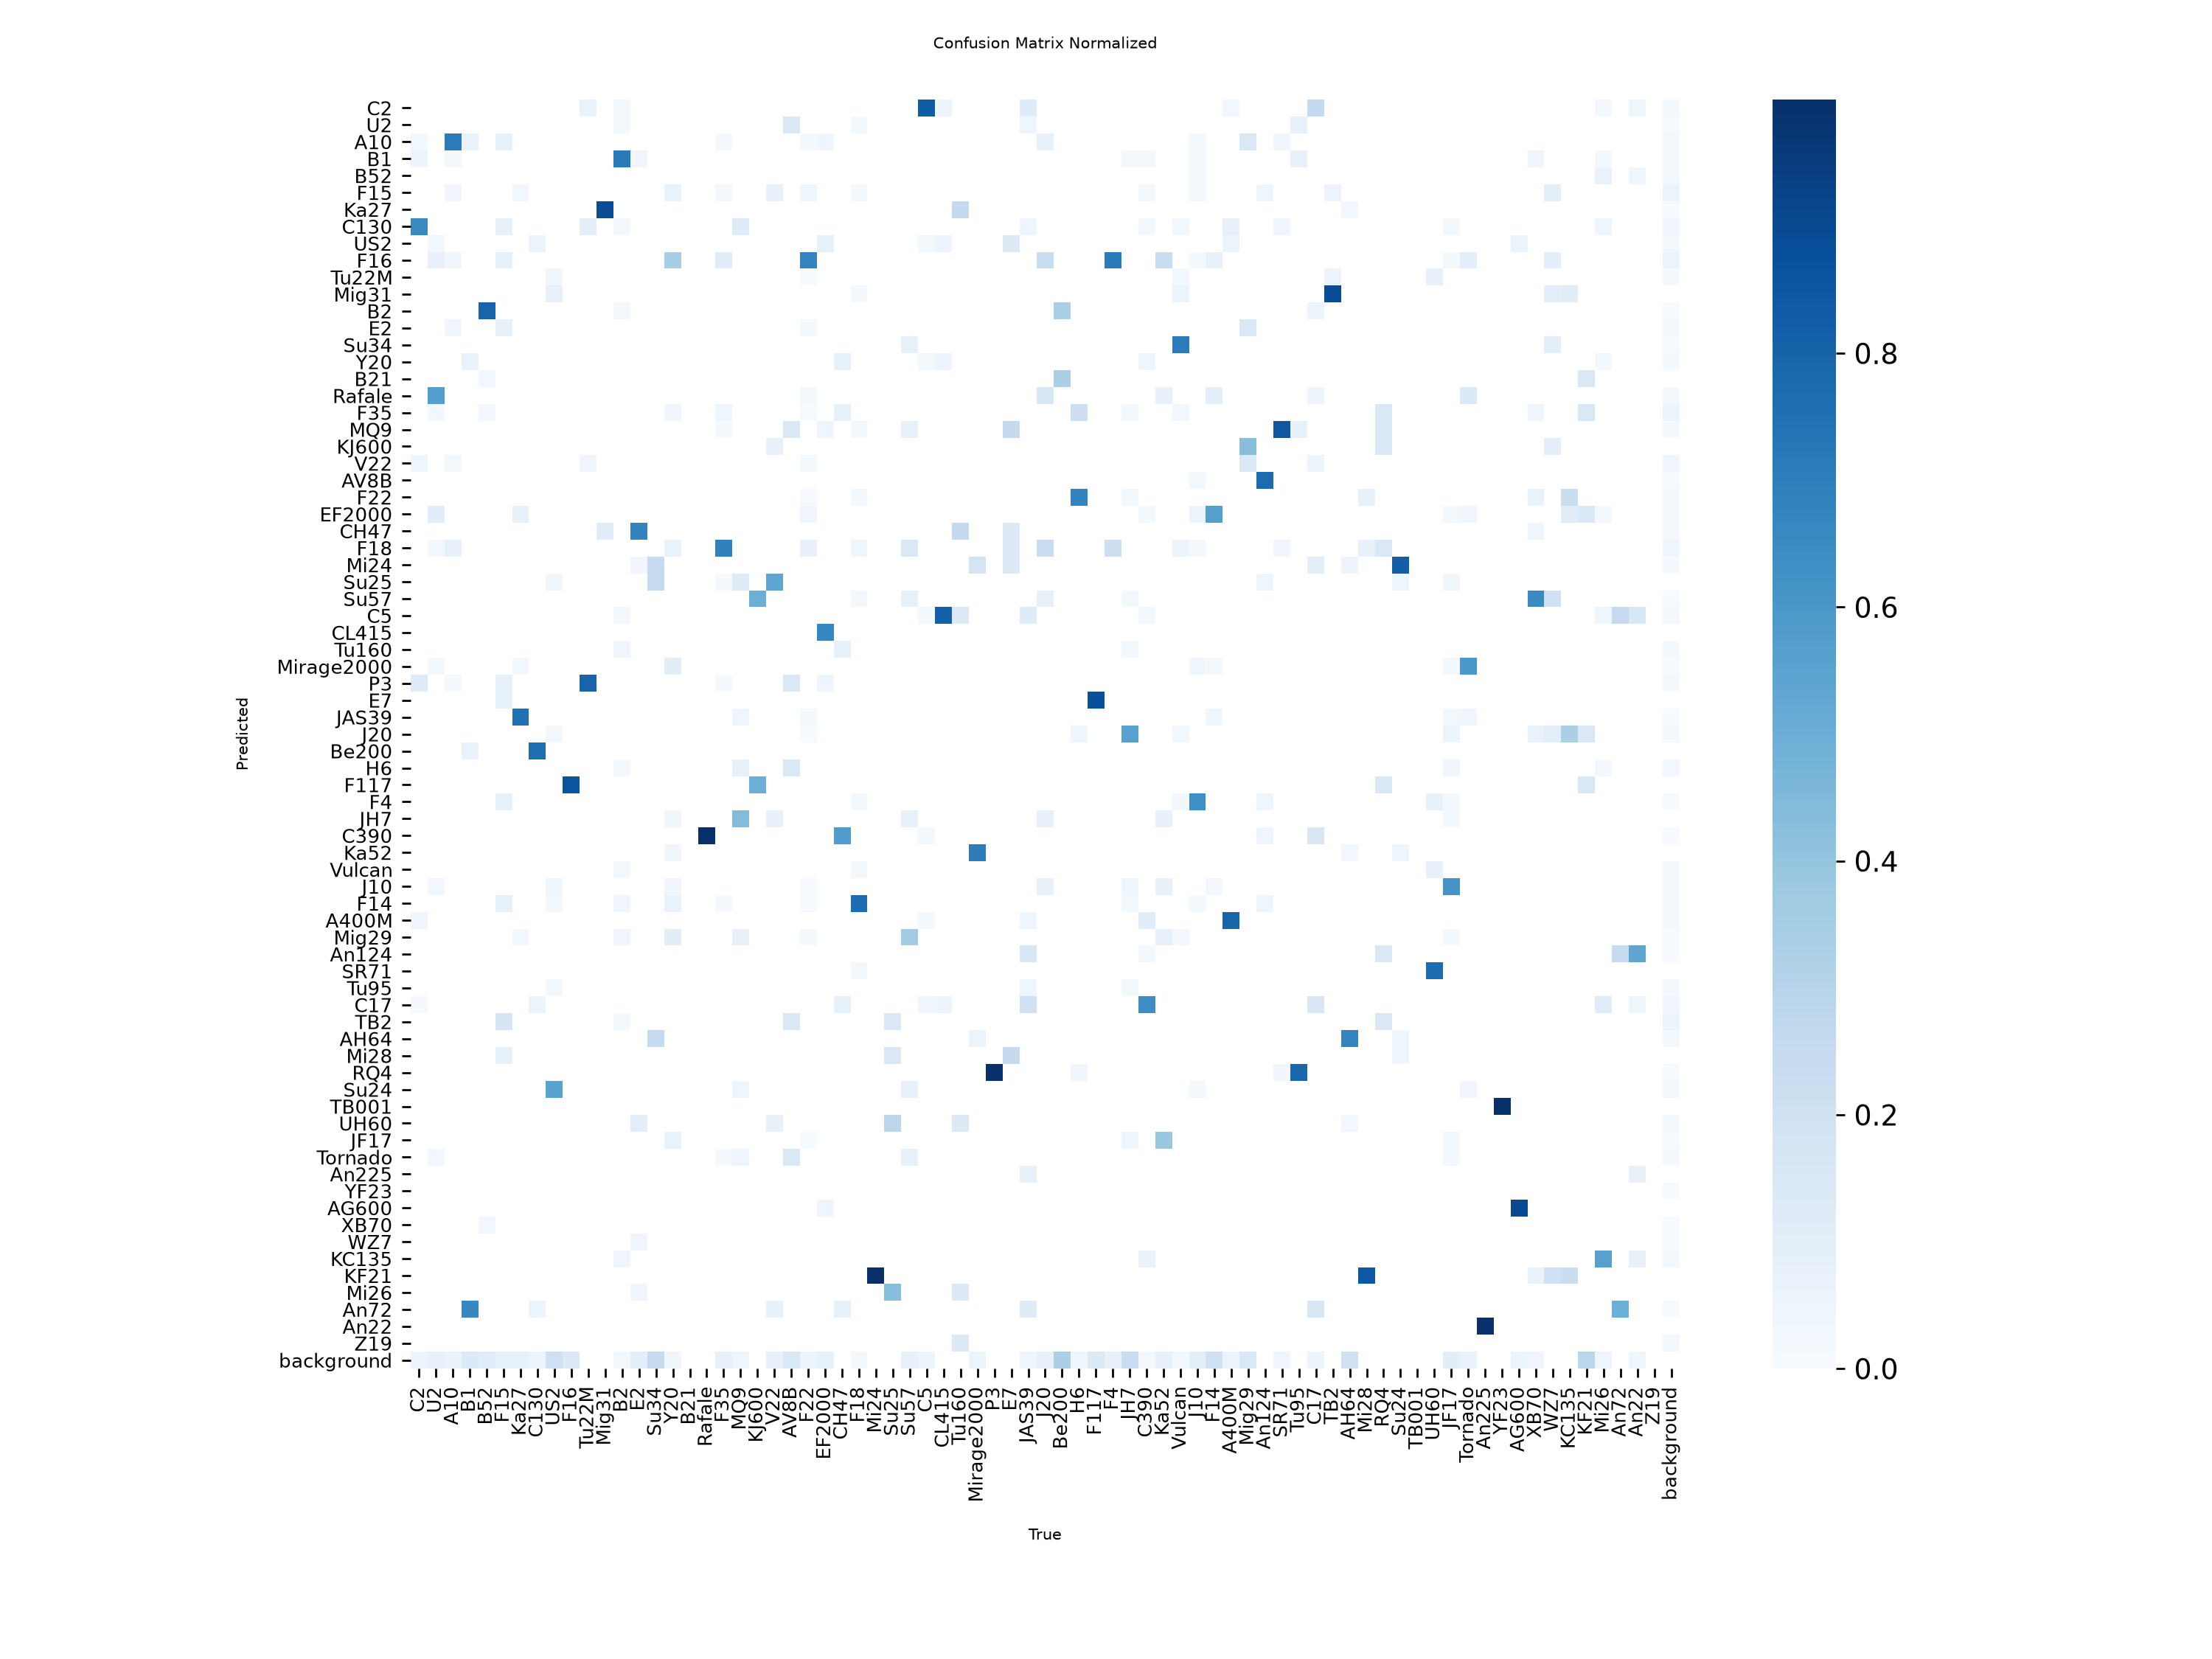 Confusion Matrix Normalized
C2
U2
A10
B1
B52
F15
Ka27
C130
US2
F16
Tu22M
Mig31
B2
E2
Su34
Y20
B21
Rafale
F35
MQ9
KJ600
V22
AV8B
F22
EF2000
CH47
F18
Mi24
Su25
Su57
C5
CL415
Tu160
Mirage2000
P3
E7
JAS39
J20
Be200
H6
F117
F4
JH7
C390
Ka52
Vulcan
J10
F14
A400M
Mig29
An124
SR71
Tu95
C17
TB2
AH64
Mi28
RQ4
Su24
TB001
UH60
JF17
Tornado
An225
YF23
AG600
XB70
WZ7
KC135
KF21
Mi26
An72
An22
Z19
background
Predicted
C2
U2
A10
B1
B52
F15
Ka27
C130
US2
F16
Tu22M
Mig31
B2
E2
Su34
Y20
B21
Rafale
F35
MQ9
KJ600
V22
AV8B
F22
EF2000
CH47
F18
Mi24
Su25
Su57
C5
CL415
Tu160
Mirage2000
P3
E7
JAS39
J20
Be200
H6
F117
F4
JH7
C390
Ka52
Vulcan
J10
F14
A400M
Mig29
An124
SR71
Tu95
C17
TB2
AH64
Mi28
RQ4
Su24
TB001
UH60
JF17
Tornado
An225
YF23
AG600
XB70
WZ7
KC135
KF21
Mi26
An72
An22
Z19
background
True
0.8
0.6
0.4
0.2
0.0